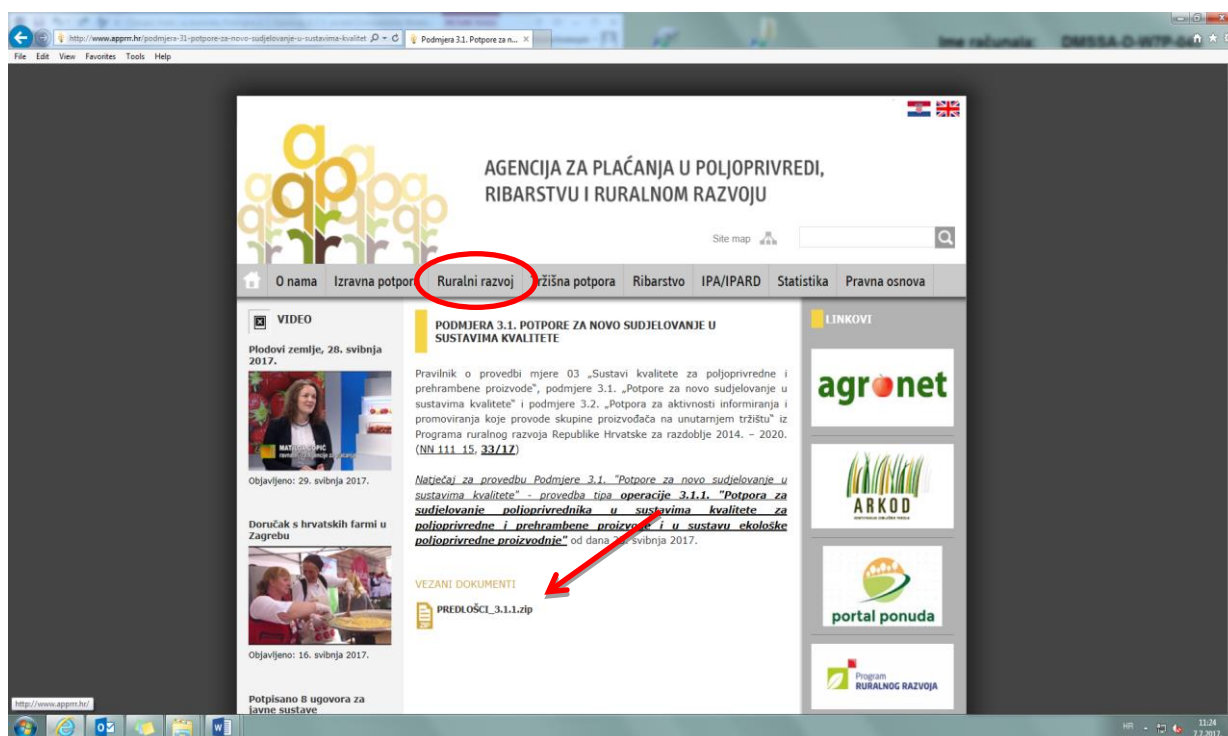 Ime računala: DMSSA-D-W7P-
http://www.apprrr.hr/podmjera-31-potpore-za-novo-sudjelovanje-u-sustavima-kvalitet
Podmjera 3.1. Potpore za n...
File Edit View Favorites Tools Help
AGENCIJA ZA PLAĆANJA U POLJOPRIVREDI,
RIBARSTVU I RURALNOM RAZVOJU
Site map
O nama Izravna potpora Ruralni razvoj Tržišna potpora Ribarstvo IPA/IPARD Statistika Pravna osnova
VIDEO
Plodovi zemlje, 28. svibnja
2017.
Objavljeno: 29. svibnja 2017.
Doručak s hrvatskih farmi u
Zagrebu
Objavljeno: 16. svibnja 2017.
Potpisano 8 ugovora za
javne sustave
PODMJERA 3.1. POTPORE ZA NOVO SUDJELOVANJE U
SUSTAVIMA KVALITETE
Pravilnik o provedbi mjere 03 „Sustavi kvalitete za poljoprivredne i
prehrambene proizvode“, podmjere 3.1. „Potpore za novo sudjelovanje u
sustavima kvalitete“ i podmjere 3.2. „Potpora za aktivnosti informiranja i
promoviranja koje provode skupine proizvođača na unutarnjem tržištu“ iz
Programa ruralnog razvoja Republike Hrvatske za razdoblje 2014. – 2020.
(NN 111_15, 33/17)
Natječaj za provedbu Podmjere 3.1. "Potpore za novo sudjelovanje u
sustavima kvalitete" - provedba tipa operacije 3.1.1. "Potpora za
sudjelovanje poljoprivrednika u sustavima kvalitete za
poljoprivredne i prehrambene proizvode i u sustavu ekološke
poljoprivredne proizvodnje" od dana svibnja 2017.
VEZANI DOKUMENTI
PREDLOŠCI_3.1.1.zip
LINKOVI
agronet
ARKOD
portal ponuda
Program
RURALNOG RAZVOJA
http://www.apprrr.hr/
HR
11:24
7.7.2017.